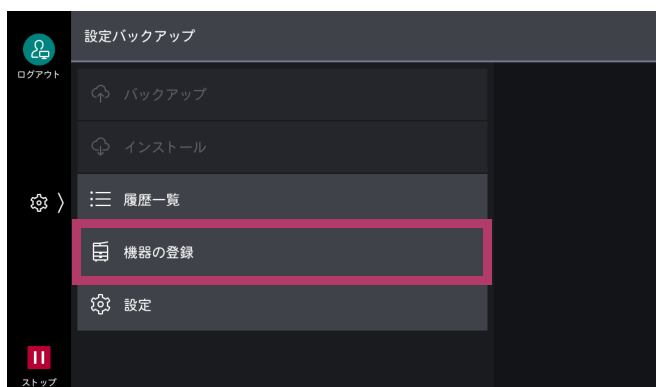 設定バックアップ
ログアウト
バックアップ
インストール
履歴一覧
機器の登録
設定
ストップ